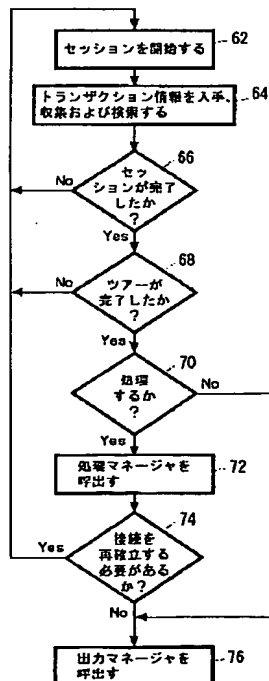 セッションを開始する
62
トランザクション情報を入手、
収集および検索する
64
66
セッ
ションが完了
したか
?
No
Yes
68
ツアーが
完了したか
?
No
Yes
70
処理
するか
?
No
Yes
処理マネージャを
呼出す
72
74
接続を
再確立する
必要がある
か?
Yes
No
出力マネージャを
呼出す
76